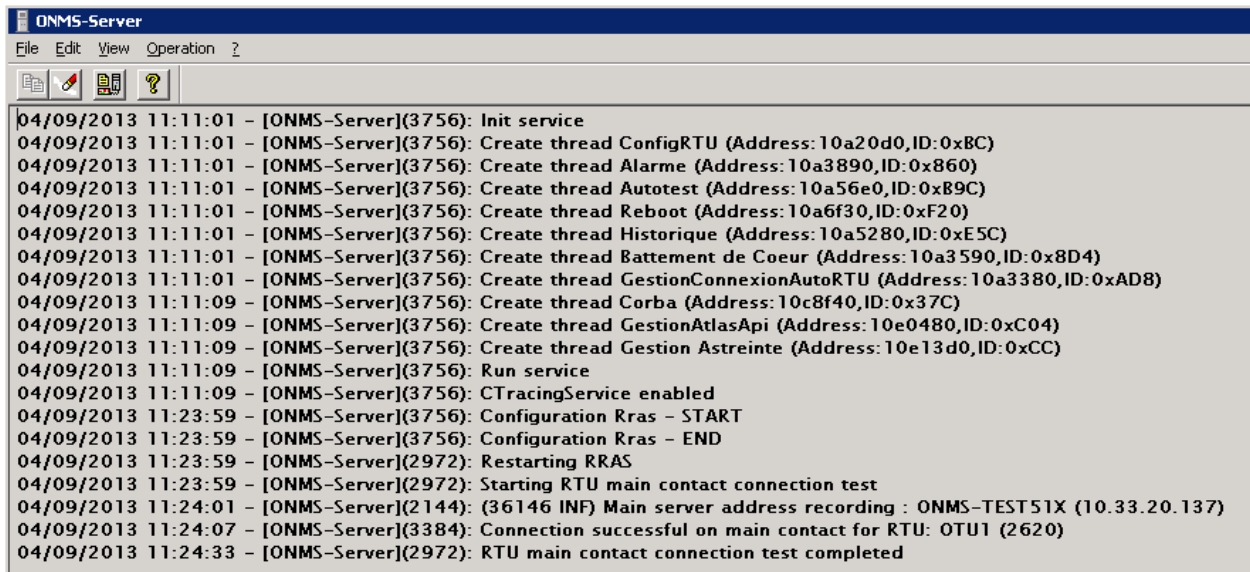 ONMS-Server
File Edit View Operation ?
04/09/2013 11:11:01 - [ONMS-Server](3756): Init service
04/09/2013 11:11:01 - [ONMS-Server](3756): Create thread ConfigRTU (Address:10a20d0,ID:0xBC)
04/09/2013 11:11:01 - [ONMS-Server](3756): Create thread Alarme (Address:10a3890,ID:0x860)
04/09/2013 11:11:01 - [ONMS-Server](3756): Create thread Autotest (Address:10a56e0,ID:0xB9C)
04/09/2013 11:11:01 - [ONMS-Server](3756): Create thread Reboot (Address:10a6f30,ID:0xF20)
04/09/2013 11:11:01 - [ONMS-Server](3756): Create thread Historique (Address:10a5280,ID:0xE5C)
04/09/2013 11:11:01 - [ONMS-Server](3756): Create thread Battement de Coeur (Address:10a3590,ID:0x8D4)
04/09/2013 11:11:01 - [ONMS-Server](3756): Create thread GestionConnexionAutoRTU (Address:10a3380,ID:0xAD8)
04/09/2013 11:11:09 - [ONMS-Server](3756): Create thread Corba (Address:10c8f40,ID:0x37C)
04/09/2013 11:11:09 - [ONMS-Server](3756): Create thread GestionAtlasApi (Address:10e0480,ID:0xC04)
04/09/2013 11:11:09 - [ONMS-Server](3756): Create thread Gestion Astreinte (Address:10e13d0,ID:0xCC)
04/09/2013 11:11:09 - [ONMS-Server](3756): Run service
04/09/2013 11:11:09 - [ONMS-Server](3756): CTracingService enabled
04/09/2013 11:23:59 - [ONMS-Server](3756): Configuration Rras - START
04/09/2013 11:23:59 - [ONMS-Server](3756): Configuration Rras - END
04/09/2013 11:23:59 - [ONMS-Server](2972): Restarting RRAS
04/09/2013 11:23:59 - [ONMS-Server](2972): Starting RTU main contact connection test
04/09/2013 11:24:01 - [ONMS-Server](2144): (36146 INF) Main server address recording : ONMS-TEST51X (10.33.20.137)
04/09/2013 11:24:07 - [ONMS-Server](3384): Connection successful on main contact for RTU: OTU1 (2620)
04/09/2013 11:24:33 - [ONMS-Server](2972): RTU main contact connection test completed